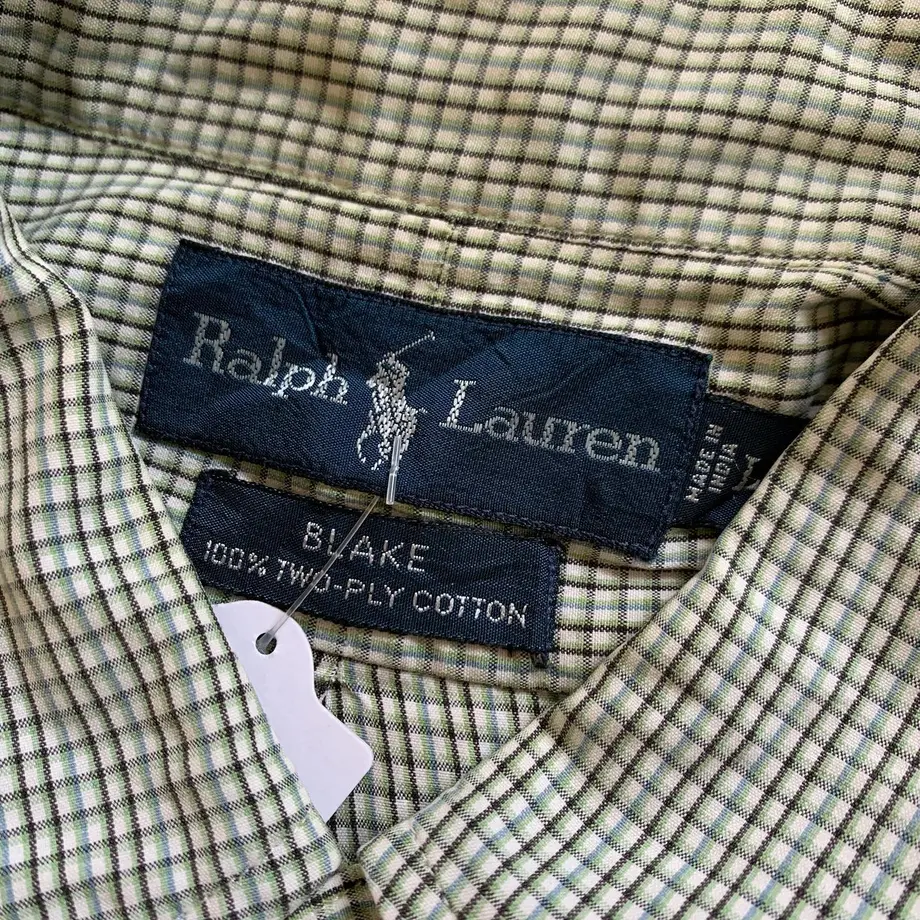 Ralph Lauren
MADE IN
INDIA
L
BLAKE
100% TWO-PLY COTTON